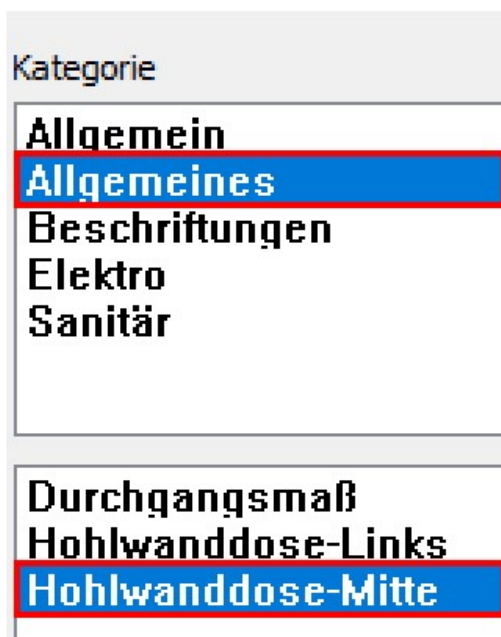 Kategorie
Allgemein
Allgemeines
Beschriftungen
Elektro
Sanitär
Durchgangsmaß
Hohlwanddose-Links
Hohlwanddose-Mitte